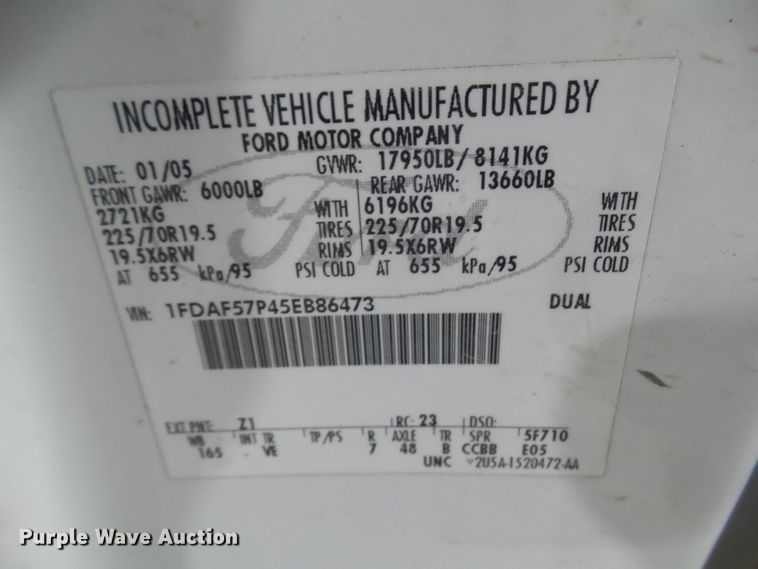 INCOMPLETE VEHICLE MANUFACTURED BY
FORD MOTOR COMPANY
DATE: 01/05 GVWR: 17950LB/ 8141KG
FRONT GAWR: 6000LB REAR GAWR: 13660LB
2721KG WITH 6196KG WITH
225/70R19.5 TIRES 225/70R19.5 TIRES
19.5X6RW RIMS 19.5X6RW RIMS
AT 655 kPa/95 PSI COLD AT 655 kPa/95 PSI COLD
VIN: 1FDAF57P45EB86473 DUAL
Ford
EXT PNT: Z1 RC: 23 DSO:
WB INT TR TP/PS R AXLE TR SPR 5F710
165 VE 7 48 B CCBB E05
UNC 2U5A-1520472-AA
Purple Wave Auction